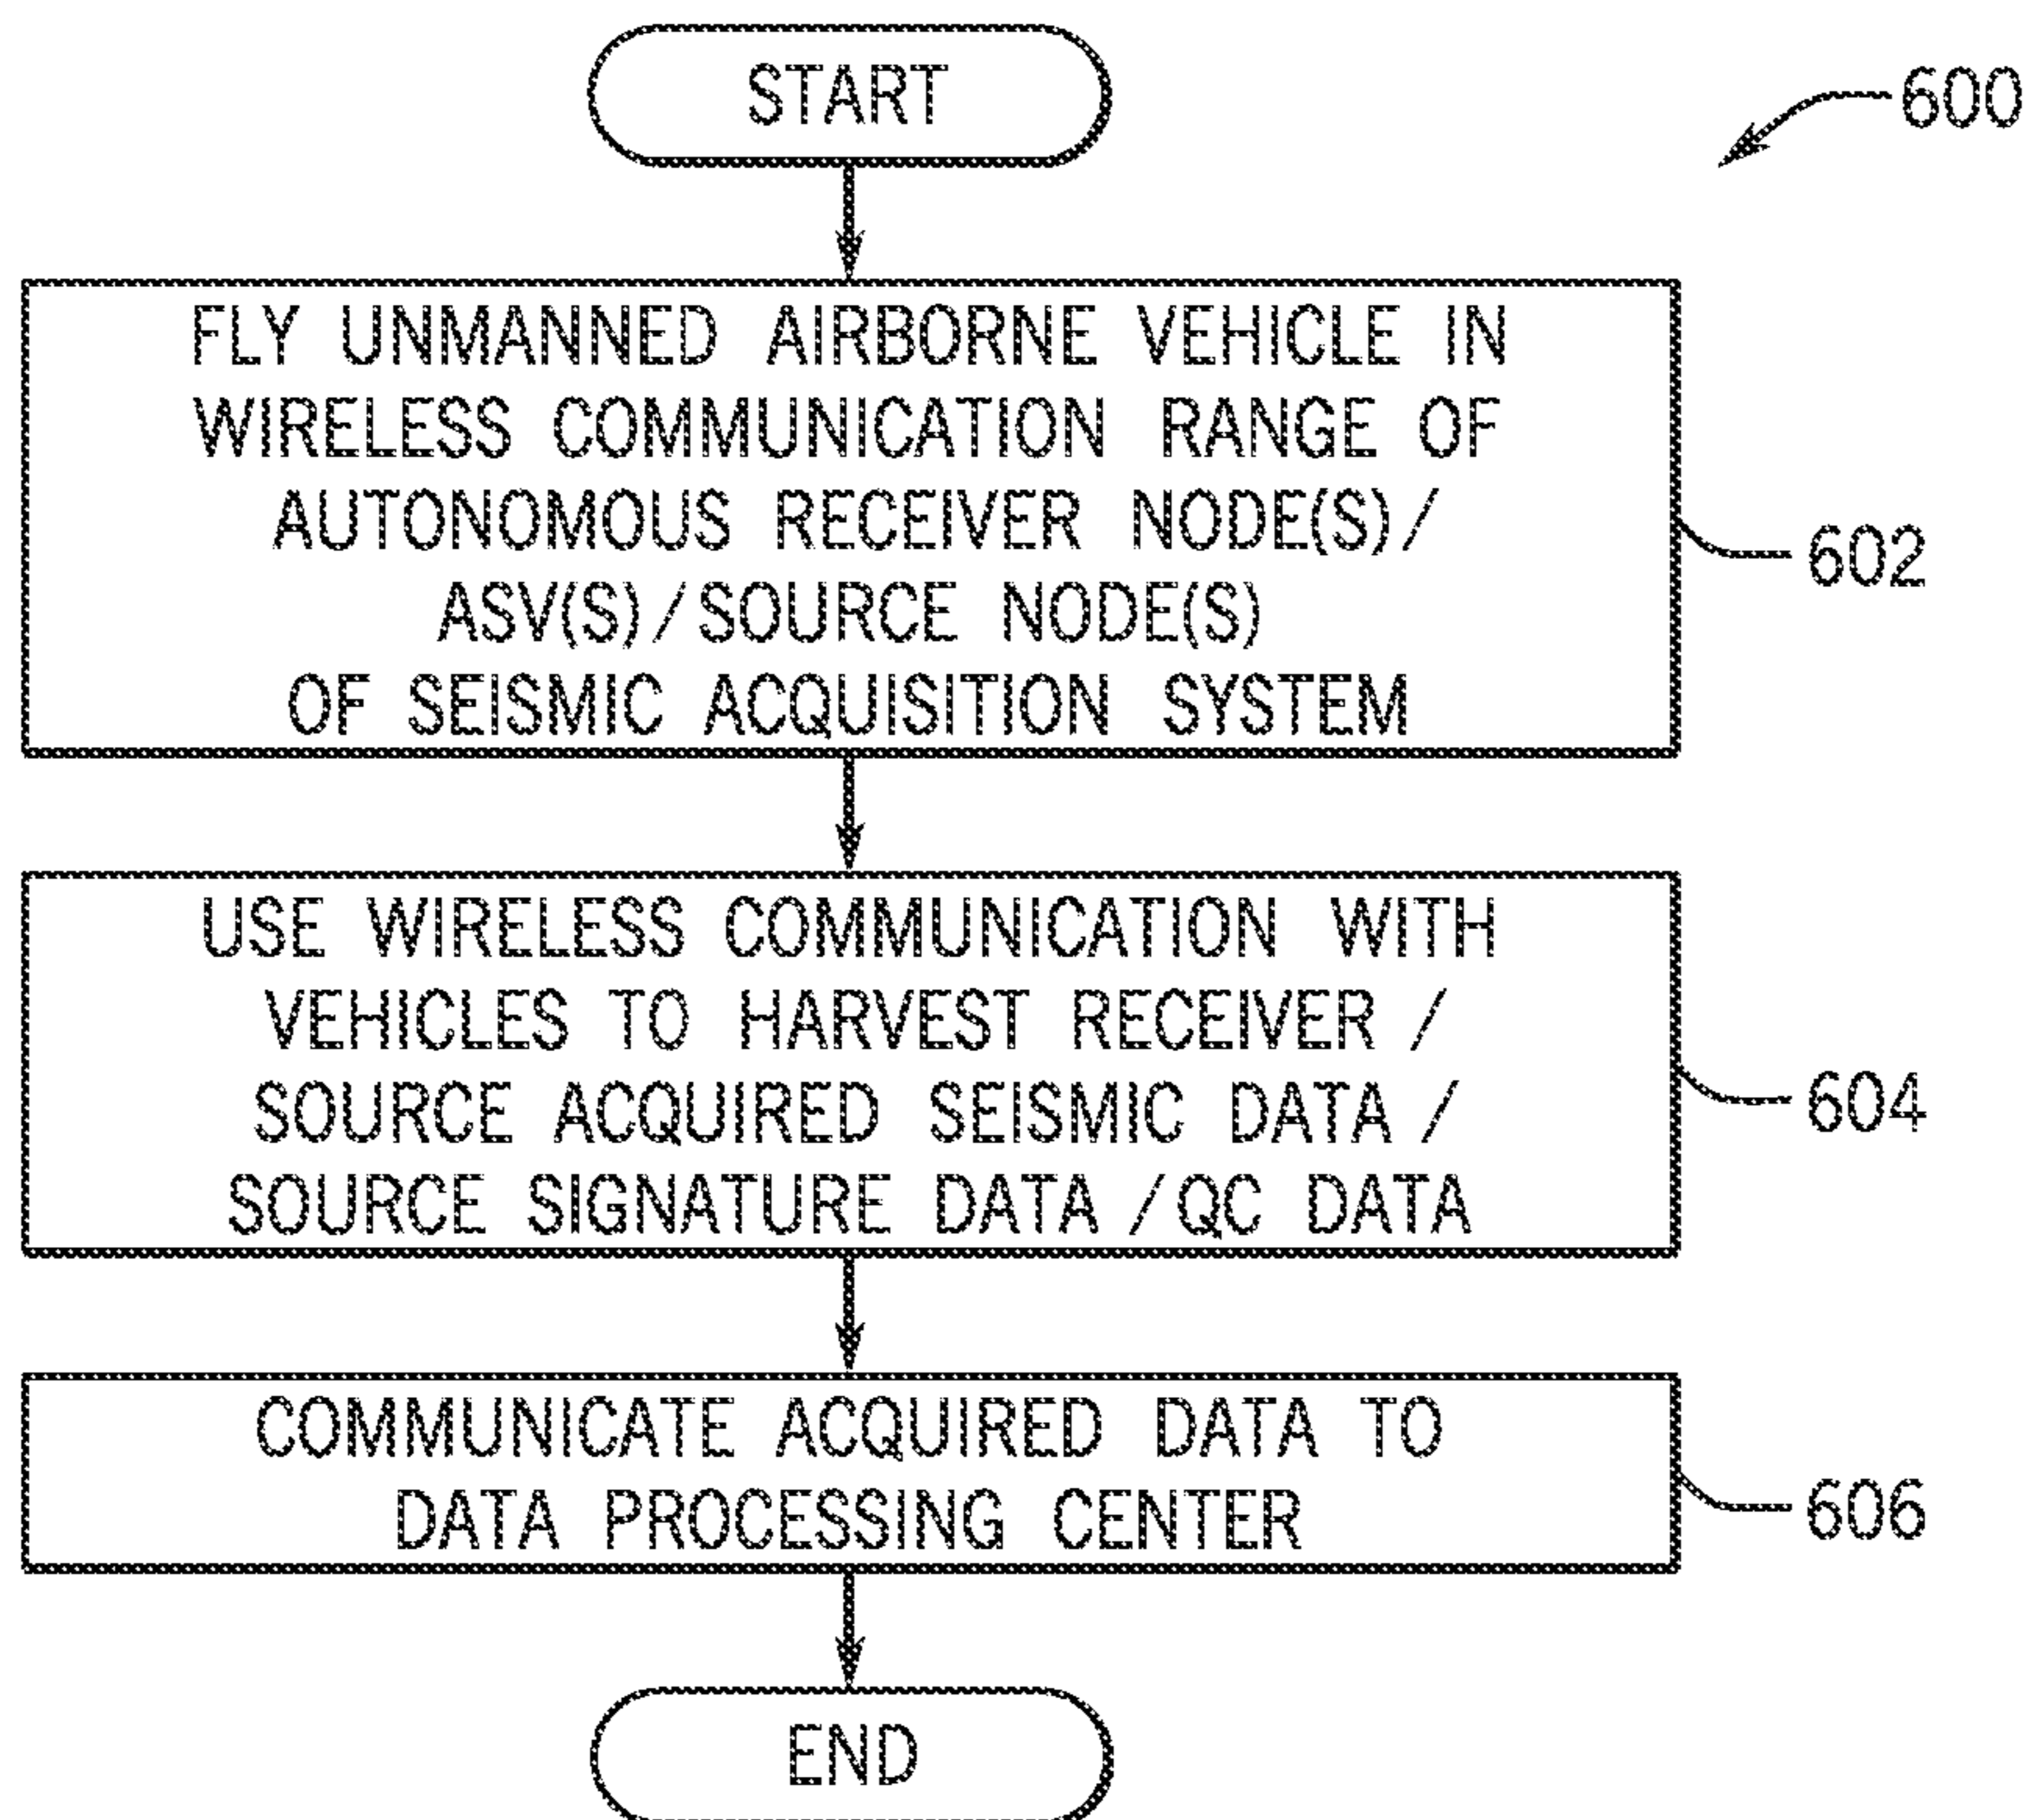 START
600
FLY UNMANNED AIRBORNE VEHICLE IN
WIRELESS COMMUNICATION RANGE OF
AUTONOMOUS RECEIVER NODE(S)/
ASV(S)/SOURCE NODE(S)
OF SEISMIC ACQUISITION SYSTEM
602
USE WIRELESS COMMUNICATION WITH
VEHICLES TO HARVEST RECEIVER /
SOURCE ACQUIRED SEISMIC DATA /
SOURCE SIGNATURE DATA /QC DATA
604
COMMUNICATE ACQUIRED DATA TO
DATA PROCESSING CENTER
606
END